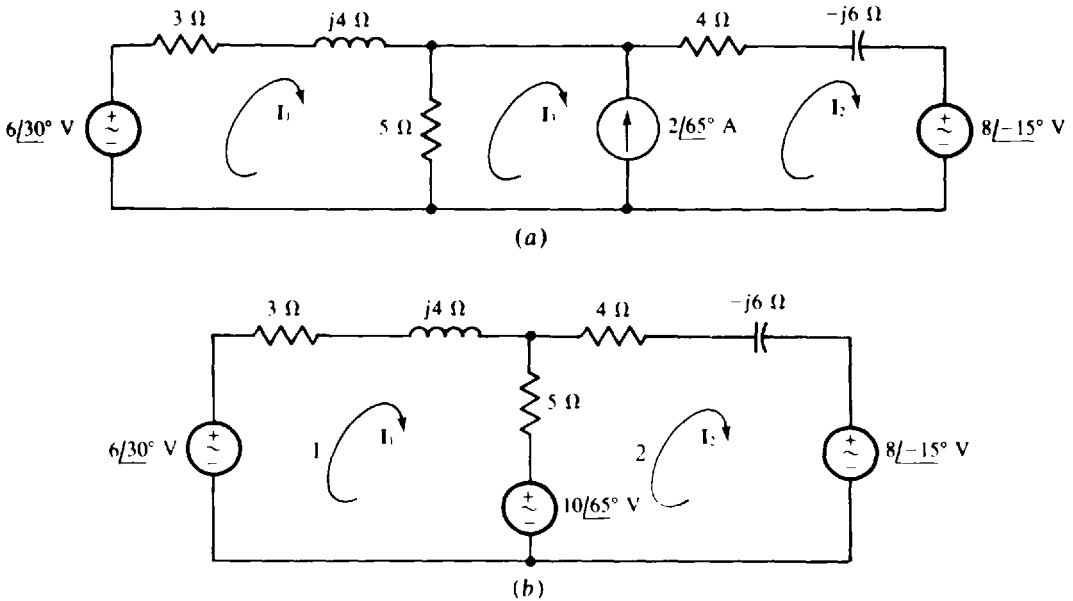 3 Ω j4 Ω 4 Ω -j6 Ω
6/30° V I₁ 5 Ω I₃ 2/65° A I₂ 8/−15° V
+ ~ −
+ ~ −
(a)
3 Ω j4 Ω 4 Ω -j6 Ω
5 Ω
6/30° V 1 I₁ 2 I₂ 8/−15° V
+ ~ −
+ ~ −
10/65° V
+ ~ −
(b)